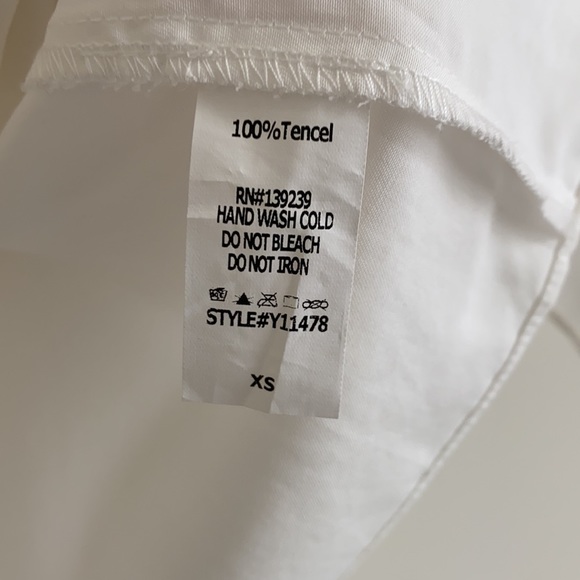 100%Tencel
RN#139239
HAND WASH COLD
DO NOT BLEACH
DO NOT IRON
STYLE#Y11478
XS